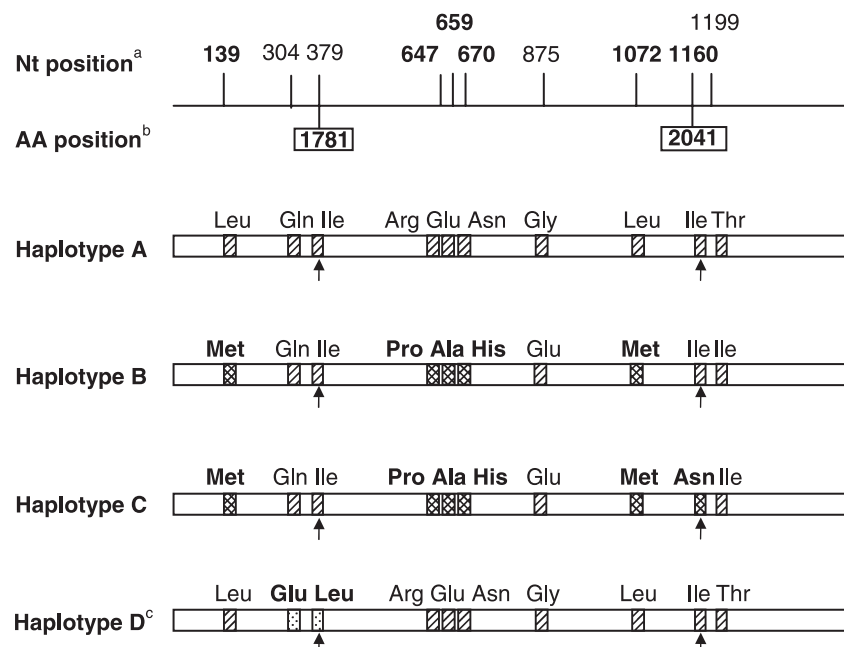 659 1199
Nt positionᵃ 139 304 379 647 670 875 1072 1160
AA positionᵇ 1781 2041
Leu Gln Ile Arg Glu Asn Gly Leu Ile Thr
Haplotype A
Met Gln Ile Pro Ala His Glu Met Ile Ile
Haplotype B
Met Gln Ile Pro Ala His Glu Met Asn Ile
Haplotype C
Leu Glu Leu Arg Glu Asn Gly Leu Ile Thr
Haplotype Dᶜ